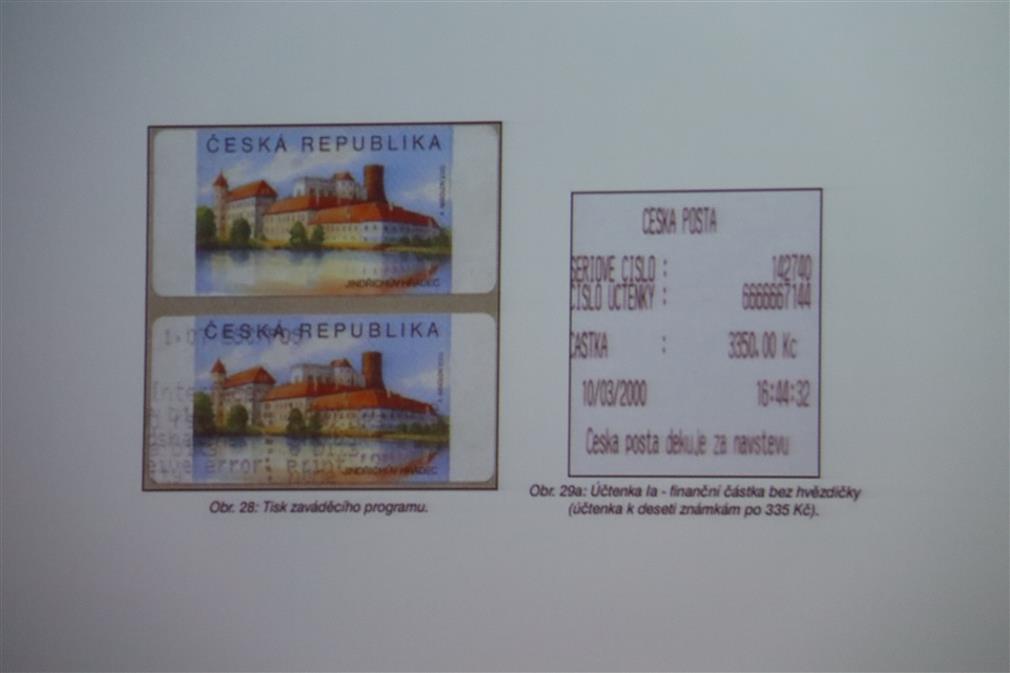 ČESKÁ REPUBLIKA
JINDŘICHŮV HRADEC
ČESKÁ REPUBLIKA
Interface
error
JINDŘICHŮV HRADEC
Obr. 28: Tisk zaváděcího programu.
CESKA POSTA
SERIOVE CISLO : 142740
CISLO UCTENKY : 6666667144
CASTKA : 3350.00 Kc
10/03/2000 16:44:32
Ceska posta dekuje za navstevu
Obr. 29a: Účtenka Ia - finanční částka bez hvězdičky
(účtenka k deseti známkám po 335 Kč).